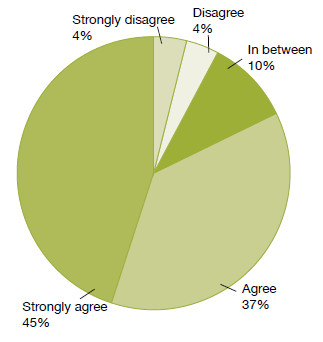 Strongly disagree
4%
Disagree
4%
In between
10%
Agree
37%
Strongly agree
45%